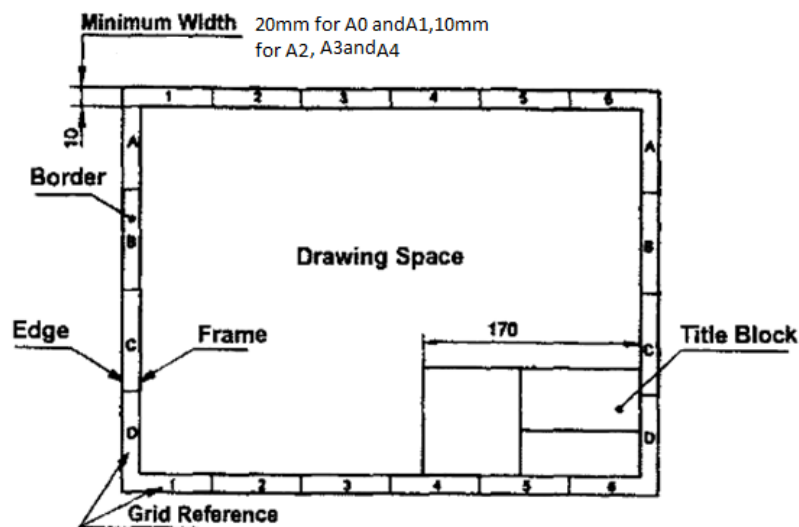 Minimum Width 20mm for A0 andA1,10mm
for A2, A3andA4
1 2 3 4 5 6
10
A A
Border
B B
Drawing Space
170
Edge Frame Title Block
C C
D D
1 2 3 4 5 6
Grid Reference